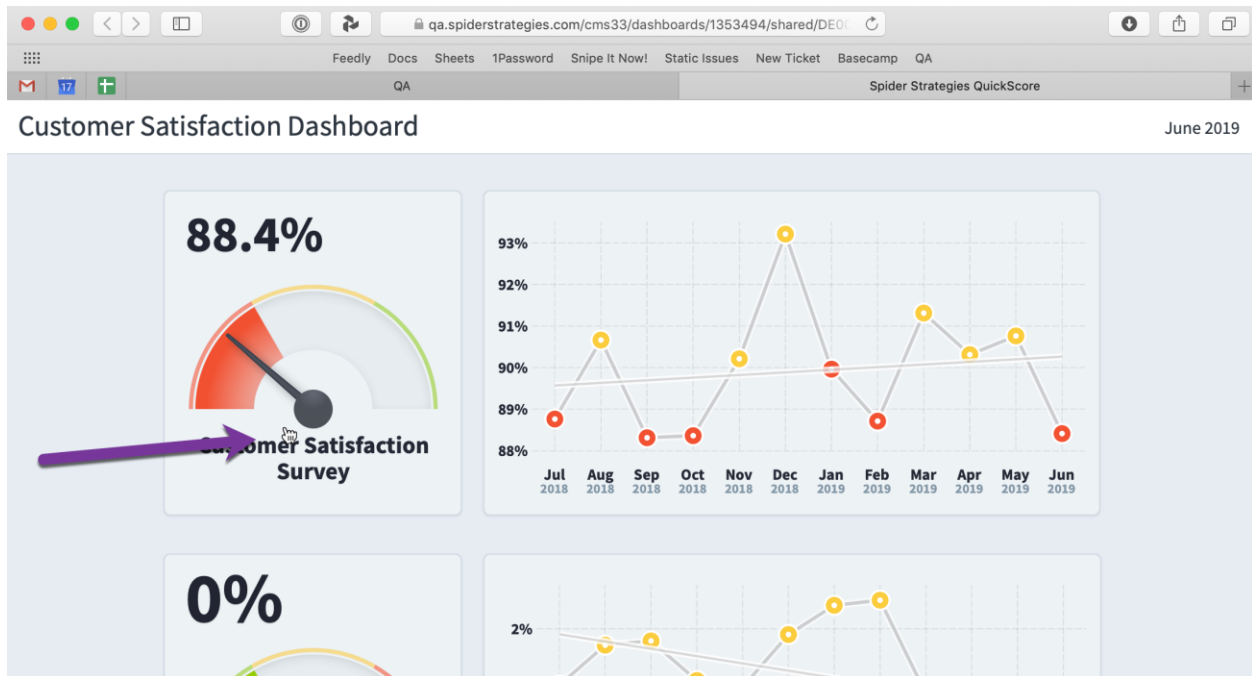 qa.spiderstrategies.com/cms33/dashboards/1353494/shared/DE0
Feedly Docs Sheets 1Password Snipe It Now! Static Issues New Ticket Basecamp QA
17 QA Spider Strategies QuickScore
Customer Satisfaction Dashboard June 2019
88.4%
Customer Satisfaction
Survey
93%
92%
91%
90%
89%
88%
Jul Aug Sep Oct Nov Dec Jan Feb Mar Apr May Jun
2018 2018 2018 2018 2018 2018 2019 2019 2019 2019 2019 2019
0%
2%